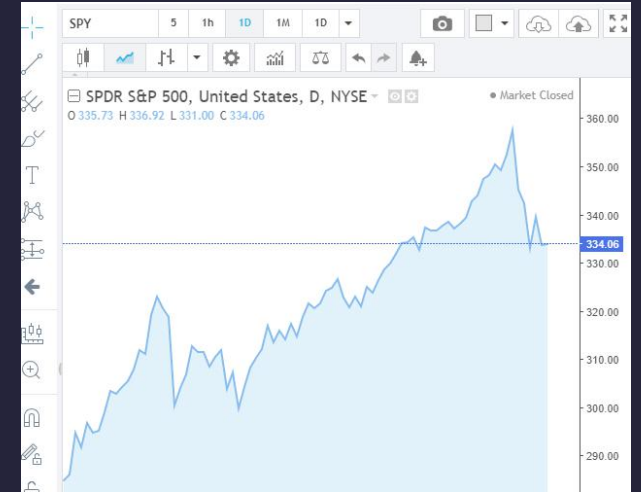 SPY 5 1h 1D 1M 1D
SPDR S&P 500, United States, D, NYSE
Market Closed
O 335.73 H 336.92 L 331.00 C 334.06
360.00
350.00
340.00
334.06
330.00
320.00
310.00
300.00
290.00
T